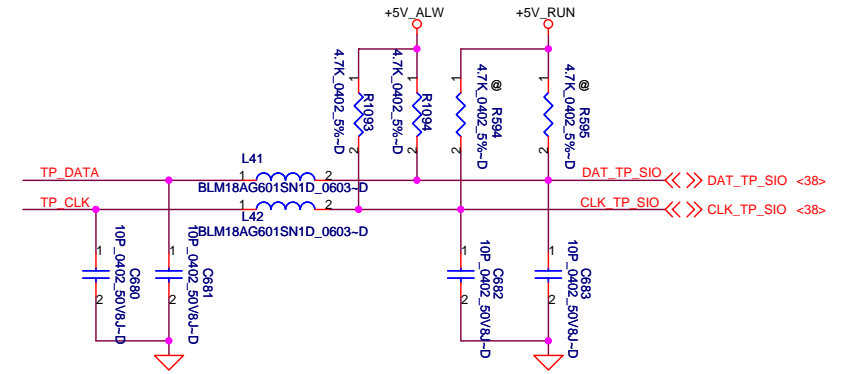 +5V_ALW
+5V_RUN
4.7K_0402_5%~D
R1093
4.7K_0402_5%~D
R1094
4.7K_0402_5%~D
@
R594
4.7K_0402_5%~D
@
R595
1
1
1
1
2
2
2
2
TP_DATA
L41
1
2
BLM18AG601SN1D_0603~D
DAT_TP_SIO
DAT_TP_SIO <38>
TP_CLK
1
2
L42
BLM18AG601SN1D_0603~D
CLK_TP_SIO
CLK_TP_SIO <38>
1
2
10P_0402_50V8J~D
C680
1
2
10P_0402_50V8J~D
C681
1
2
10P_0402_50V8J~D
C682
1
2
10P_0402_50V8J~D
C683